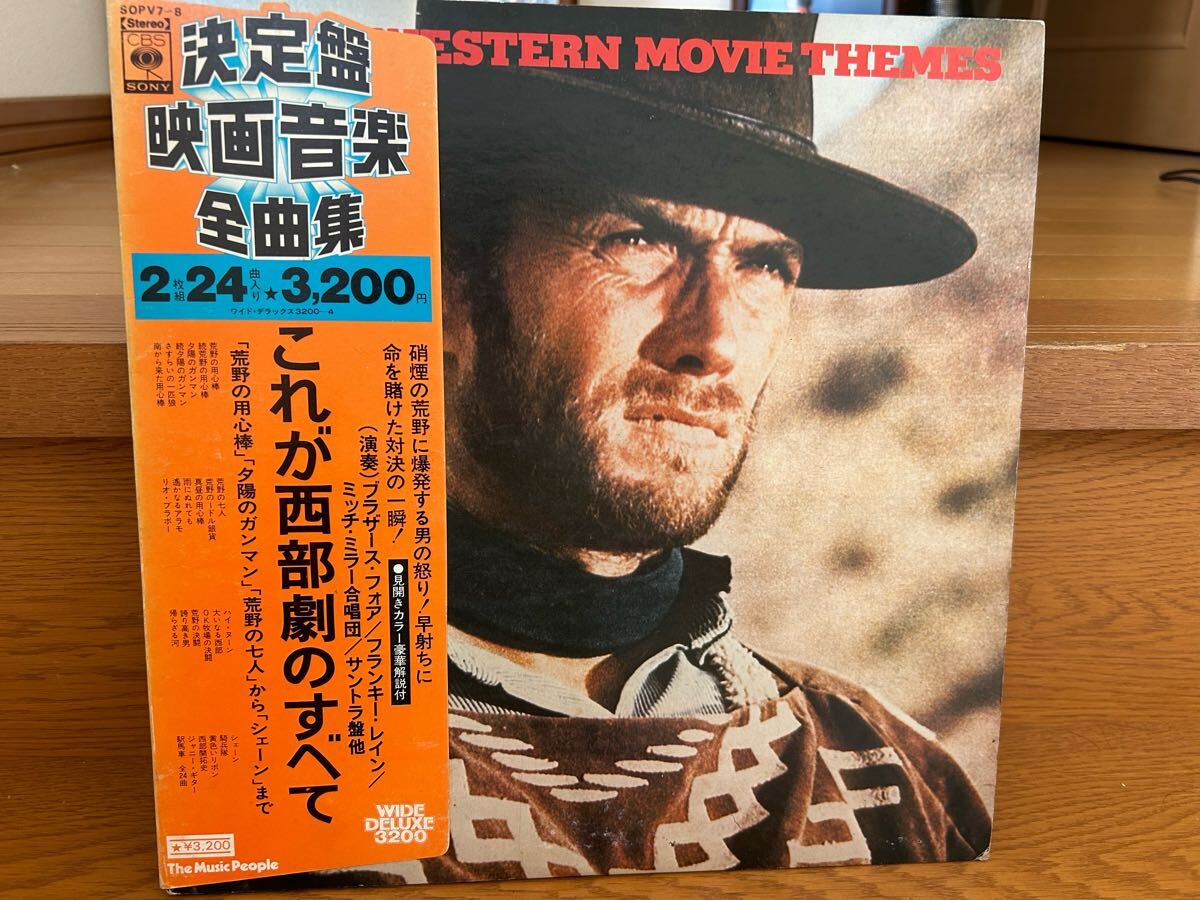 SOPV7-8
Stereo
CBS
SONY
WESTERN MOVIE THEMES
決定盤
映画音楽
全曲集
2枚組24曲入り★3,200円
ワイド・デラックス3200-4
硝煙の荒野に爆発する男の怒り!早射ちに
命を賭けた対決の一瞬!
●見開きカラー豪華解説付
(演奏)ブラザース・フォア/フランキー・レイン/
ミッチ・ミラー合唱団/サントラ盤他
これが西部劇のすべて
「荒野の用心棒」「夕陽のガンマン」「荒野の七人」から「シェーン」まで
荒野の用心棒
続荒野の用心棒
夕陽のガンマン
続夕陽のガンマン
さすらいの一匹狼
南から来た用心棒
荒野の七人
荒野の一ドル銀貨
真昼の用心棒
雨にぬれても
遥かなるアラモ
リオ・ブラボー
ハイ・ヌーン
大いなる西部
OK牧場の決闘
荒野の決闘
誇り高き男
帰らざる河
シェーン
騎兵隊
黄色いリボン
西部開拓史
ジャニー・ギター
駅馬車 全24曲
WIDE
DELUXE
3200
★¥3,200
The Music People